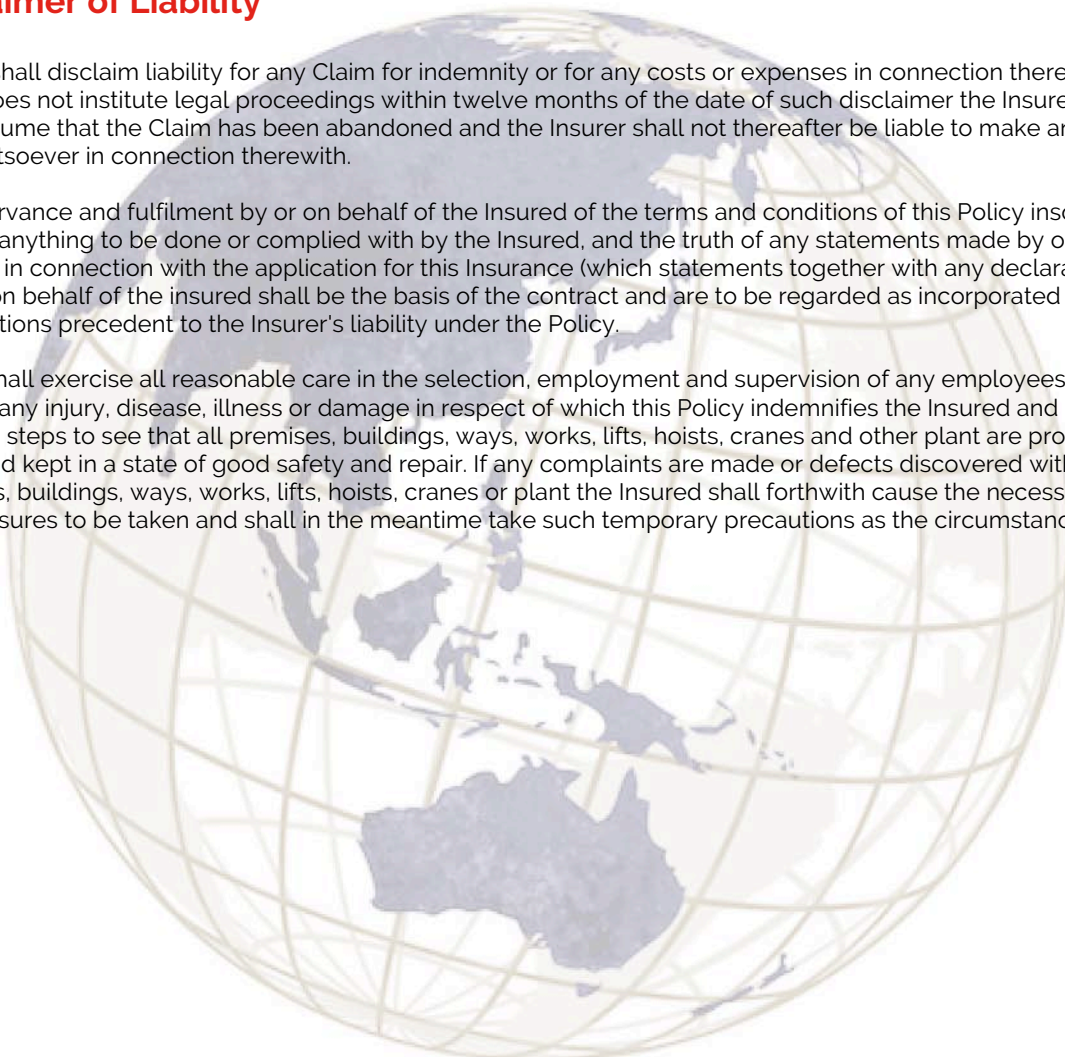 aimer of Liability
shall disclaim liability for any Claim for indemnity or for any costs or expenses in connection there
oes not institute legal proceedings within twelve months of the date of such disclaimer the Insure
ume that the Claim has been abandoned and the Insurer shall not thereafter be liable to make an
tsoever in connection therewith.
rvance and fulfilment by or on behalf of the Insured of the terms and conditions of this Policy inso
anything to be done or complied with by the Insured, and the truth of any statements made by o
in connection with the application for this Insurance (which statements together with any declara
on behalf of the insured shall be the basis of the contract and are to be regarded as incorporated
tions precedent to the Insurer's liability under the Policy.
hall exercise all reasonable care in the selection, employment and supervision of any employees
any injury, disease, illness or damage in respect of which this Policy indemnifies the Insured and
steps to see that all premises, buildings, ways, works, lifts, hoists, cranes and other plant are pro
d kept in a state of good safety and repair. If any complaints are made or defects discovered with
s, buildings, ways, works, lifts, hoists, cranes or plant the Insured shall forthwith cause the necess
sures to be taken and shall in the meantime take such temporary precautions as the circumstanc